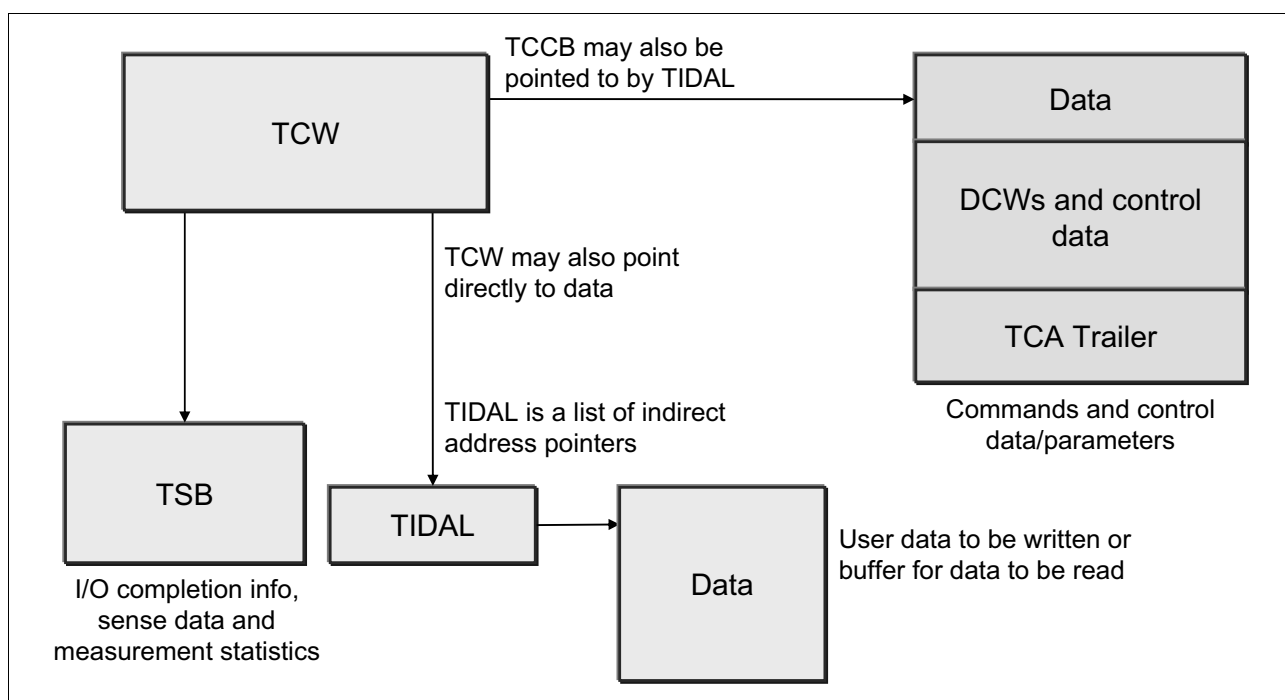 TCCB may also be
pointed to by TIDAL
TCW
Data
DCWs and control
data
TCA Trailer
Commands and control
data/parameters
TCW may also point
directly to data
TIDAL is a list of indirect
address pointers
TSB
I/O completion info,
sense data and
measurement statistics
TIDAL
Data
User data to be written or
buffer for data to be read